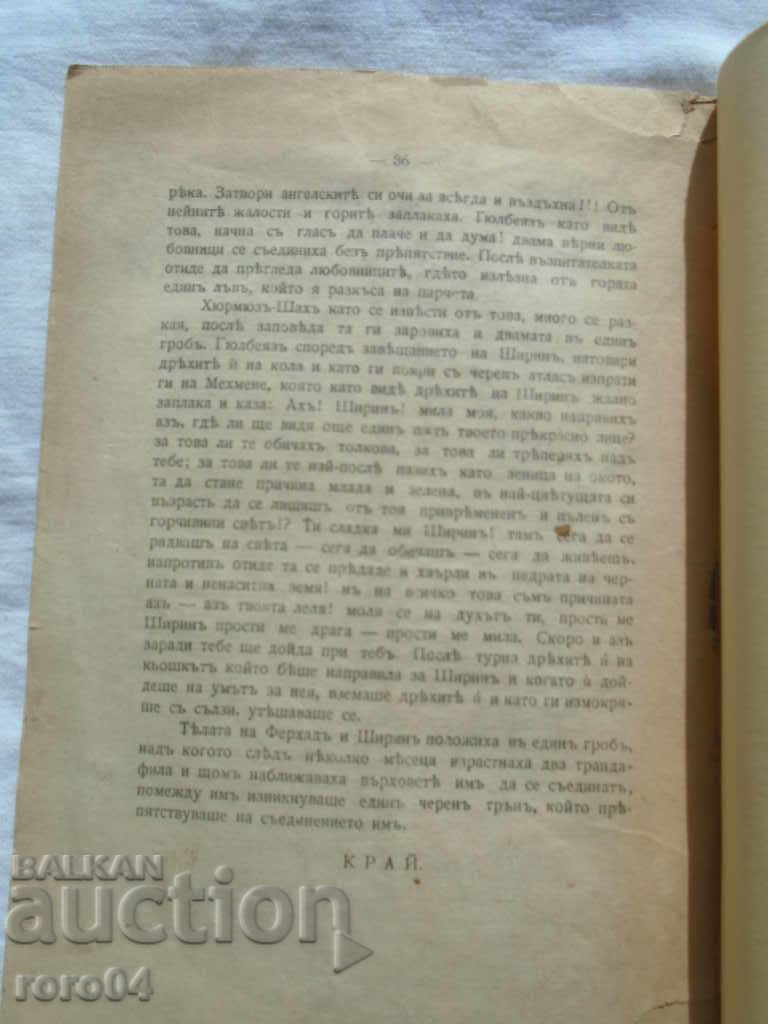 — 36 —
рѣка. Затвори ангелскитѣ си очи за всѣгда и въздъхна!!! Отъ
нейнитѣ жалости и горитѣ заплакаха. Гюлбеязъ като видѣ
това, начна съ гласъ да плаче и да дума! двама вѣрни лю-
бовници се съединиха безъ прѣпятствие. Послѣ възпитателката
отиде да прѣгледа любовницитѣ, гдѣто излѣзна отъ гората
единъ лъвъ, който я разкъса на парчета.
Хюрмюзъ-Шахъ като се извѣсти отъ това, много се раз-
кая, послѣ заповѣда та ги заровиха и двамата въ единъ
гробъ. Гюлбеязъ споредъ завѣщанието на Ширинъ, натовари
дрѣхитѣ ѝ на кола и като ги покри съ черенъ атласъ изпрати
ги на Мехмене, която като видѣ дрѣхитѣ на Ширинъ жално
заплака и каза: Ахъ! Ширинъ! мила моя, какво направихъ
азъ, гдѣ ли ще видя още единъ пѫть твоето прѣкрасно лице?
за това ли те обичахъ толкова, за това ли трѣперяхъ надъ
тебе; за това ли те най-послѣ пазихъ като зеница на окото,
та да стане причина млада и зелена, въ най-цвѣтущята си
възрасть да се лишишъ отъ тоя привремененъ и пъленъ съ
горчивини свѣтъ!? Ти сладка ми Ширинъ! тамъ сега да се
радвашъ на свѣта — сега да обичашъ — сега да живѣешъ,
напротивъ отиде та се прѣдаде и хвърли въ недрата на чер-
ната и ненаситна земя! на всичко това съмъ причината
азъ — азъ твоята леля! моля се на духътъ ти, прости ме
Ширинъ прости ме драга — прости ме мила. Скоро и азъ
заради тебе ще дойда при тебъ. Послѣ туриа дрѣхитѣ ѝ на
кьошкътъ който бѣше направила за Ширинъ и когато ѝ дой-
деше на умътъ за нея, вземаше дрѣхитѣ ѝ и като ги измокря-
ше съ сълзи, утѣшаваше се.
Тѣлата на Ферхадъ и Ширинъ положиха въ единъ гробъ,
надъ когото слѣдъ нѣколко мѣсеца израстнаха два транда-
фила и щомъ наближаваха върховетѣ имъ да се съединатъ,
помежду имъ изникнуваше единъ черенъ трънъ, който прѣ-
пятствуваше на съединението имъ.
КРАЙ.
BALKAN
auction
roro04